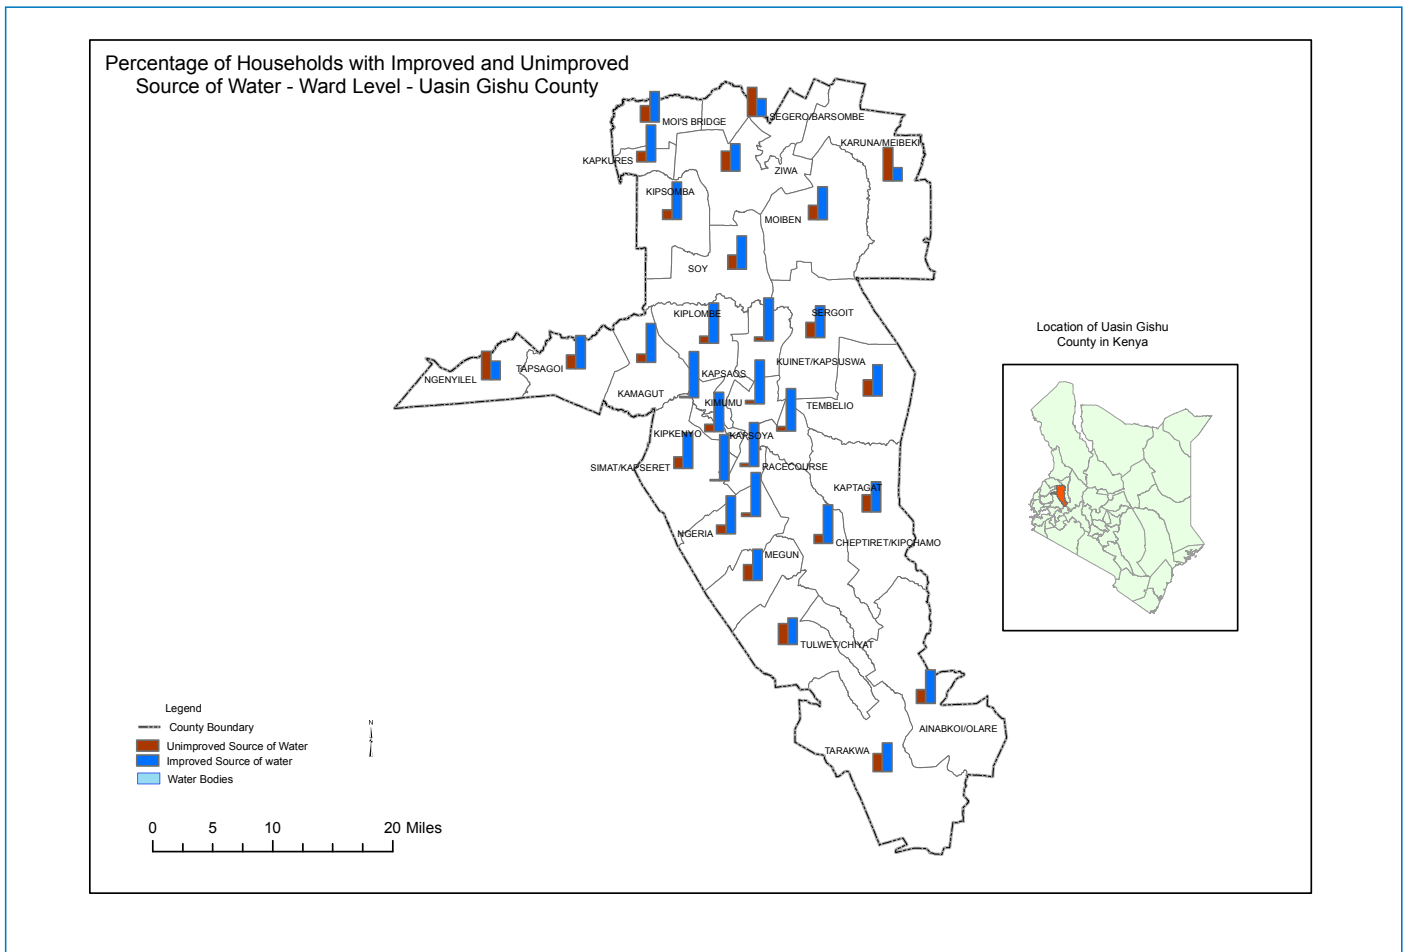 Percentage of Households with Improved and Unimproved
Source of Water - Ward Level - Uasin Gishu County
MOI'S BRIDGE
SEGERO/BARSOMBE
KARUNA/MEIBEKI
KAPKURES
ZIWA
KIPSOMBA
MOIBEN
SOY
KIPLOMBE
SERGOIT
KUINET/KAPSUSWA
TAPSAGOI
KAPSAOS
NGENYILEL
KAMAGUT
KIMUMU
TEMBELIO
KIPKENYO
KAPSOYA
SIMAT/KAPSERET
RACECOURSE
KAPTAGAT
NGERIA
CHEPTIRET/KIPCHAMO
MEGUN
TULWET/CHIYAT
AINABKOI/OLARE
TARAKWA
Location of Uasin Gishu
County in Kenya
Legend
County Boundary
Unimproved Source of Water
Improved Source of water
Water Bodies
N
0 5 10 20 Miles